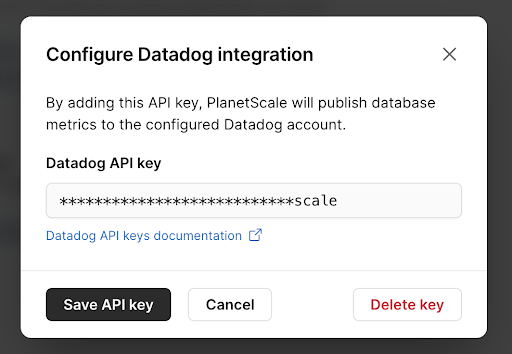 Configure Datadog integration
By adding this API key, PlanetScale will publish database
metrics to the configured Datadog account.
Datadog API key
***************************scale
Datadog API keys documentation
Save API key Cancel Delete key